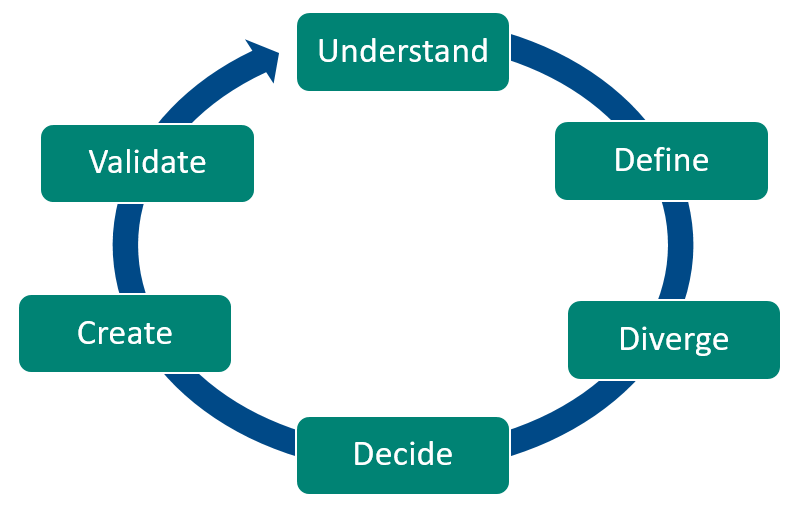 Understand
Define
Diverge
Decide
Create
Validate